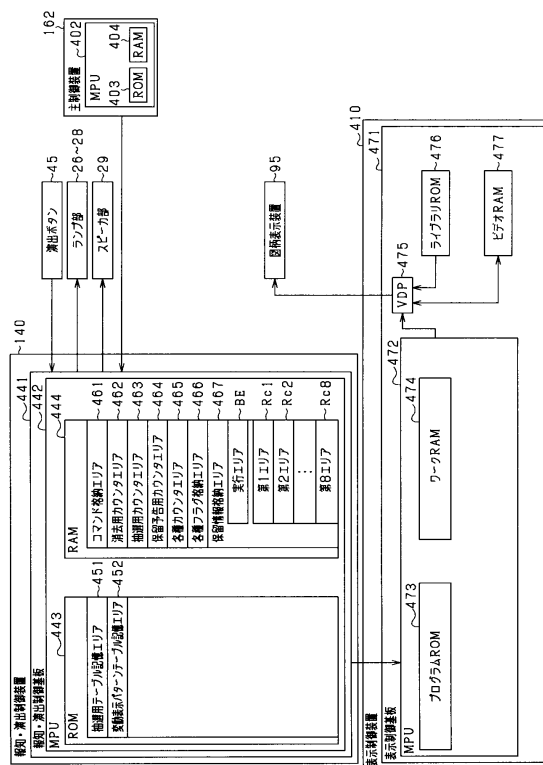 162
402
主制御装置
MPU
403
404
ROM
RAM
45
演出ボタン
26~28
ランプ部
29
スピーカ部
95
図柄表示装置
140
441
442
報知・演出制御装置
報知・演出制御基板
MPU
443
ROM
抽選用テーブル記憶エリア
451
変動表示パターンテーブル記憶エリア
452
444
RAM
コマンド格納エリア
461
消去用カウンタエリア
462
抽選用カウンタエリア
463
保留予告用カウンタエリア
464
各種カウンタエリア
465
各種フラグ格納エリア
466
保留情報格納エリア
467
実行エリア
BE
第1エリア
Rc1
第2エリア
Rc2
⋮
第8エリア
Rc8
410
471
表示制御装置
表示制御基板
472
MPU
473
プログラムROM
474
ワークRAM
475
VDP
476
ライブラリROM
477
ビデオRAM